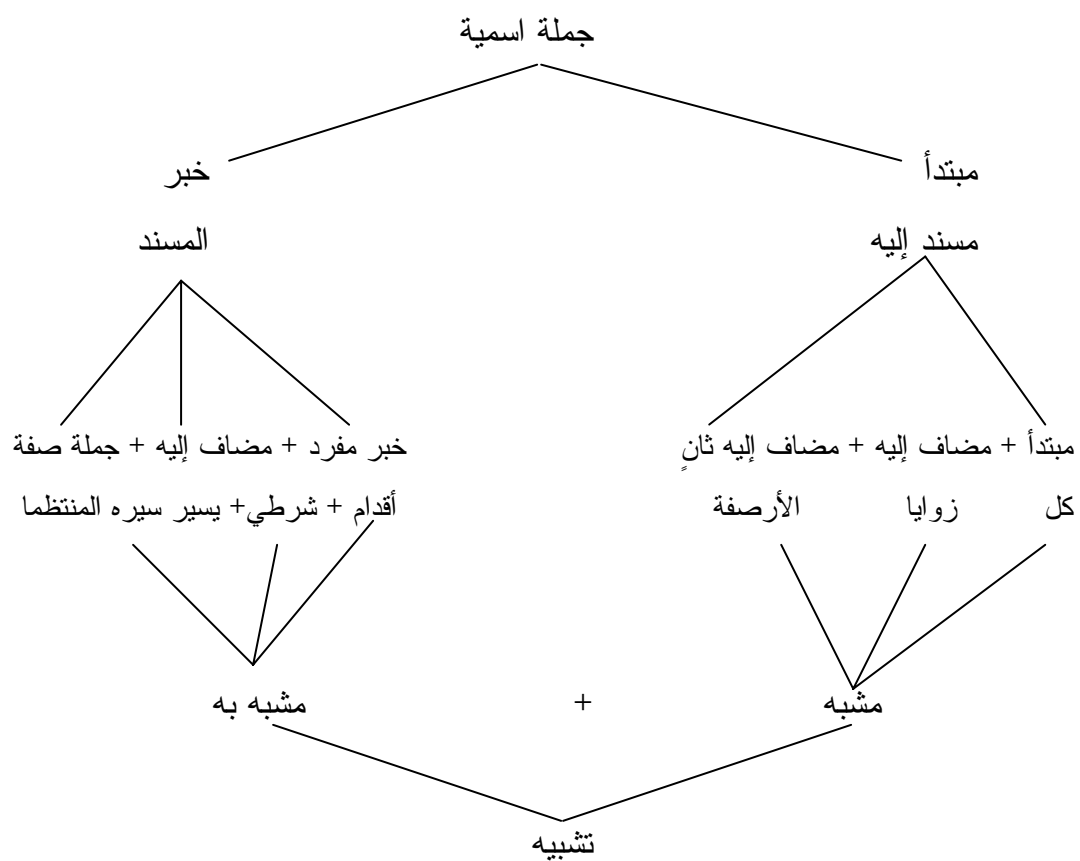 جملة اسمية
مبتدأ
خبر
مسند إليه
المسند
مبتدأ + مضاف إليه + مضاف إليه ثانٍ
خبر مفرد + مضاف إليه + جملة صفة
كل زوايا الأرصفة
أقدام + شرطي+ يسير سيره المنتظما
مشبه + مشبه به
تشبيه